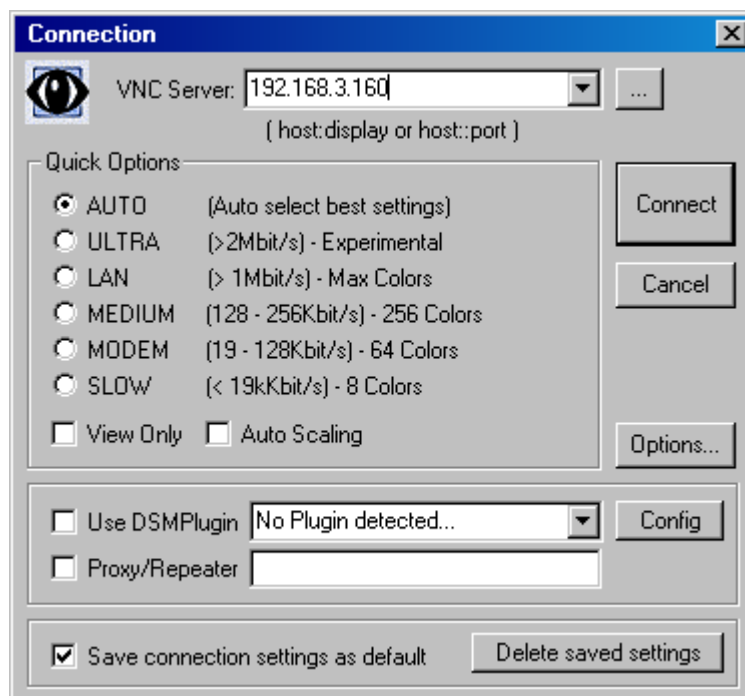 Connection
VNC Server: 192.168.3.160 ...
( host:display or host::port )
Quick Options
AUTO (Auto select best settings)
ULTRA (>2Mbit/s) - Experimental
LAN (> 1Mbit/s) - Max Colors
MEDIUM (128 - 256Kbit/s) - 256 Colors
MODEM (19 - 128Kbit/s) - 64 Colors
SLOW (< 19kKbit/s) - 8 Colors
View Only Auto Scaling
Connect
Cancel
Options...
Use DSMPlugin No Plugin detected... Config
Proxy/Repeater
Save connection settings as default Delete saved settings